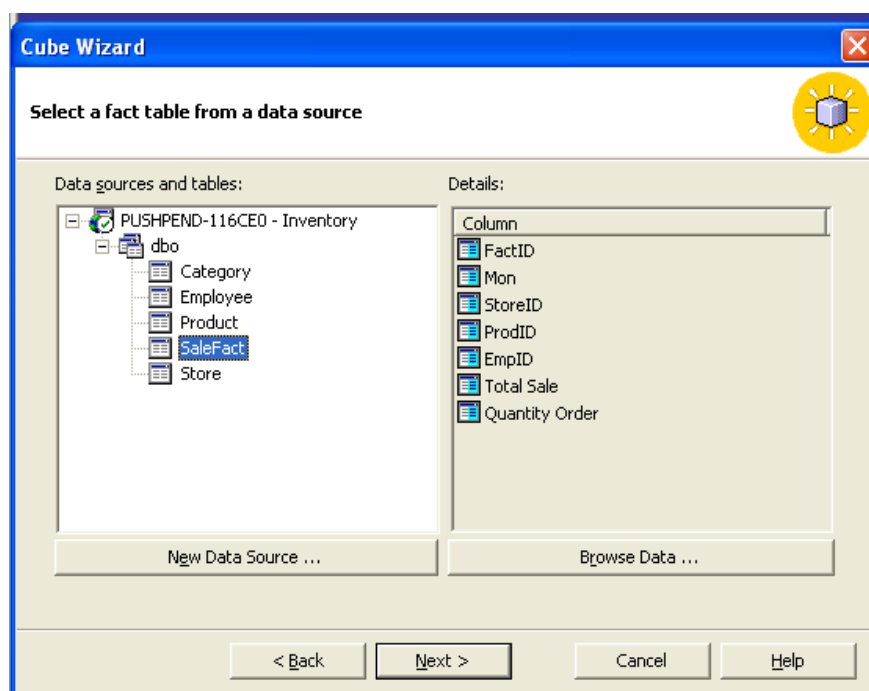 Cube Wizard
Select a fact table from a data source
Data sources and tables:
PUSHPEND-116CE0 - Inventory
dbo
Category
Employee
Product
SaleFact
Store
New Data Source ...
Details:
Column
FactID
Mon
StoreID
ProdID
EmpID
Total Sale
Quantity Order
Browse Data ...
< Back
Next >
Cancel
Help